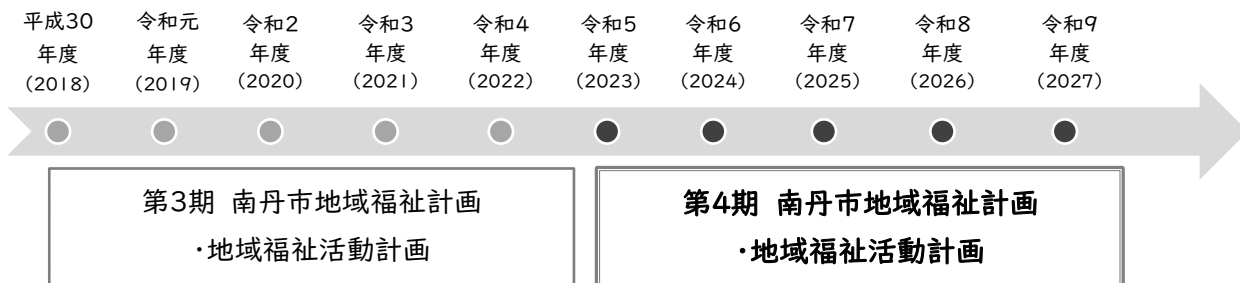 平成30 令和元 令和2 令和3 令和4 令和5 令和6 令和7 令和8 令和9
年度 年度 年度 年度 年度 年度 年度 年度 年度 年度
(2018) (2019) (2020) (2021) (2022) (2023) (2024) (2025) (2026) (2027)
第3期 南丹市地域福祉計画
・地域福祉活動計画
第4期 南丹市地域福祉計画
・地域福祉活動計画